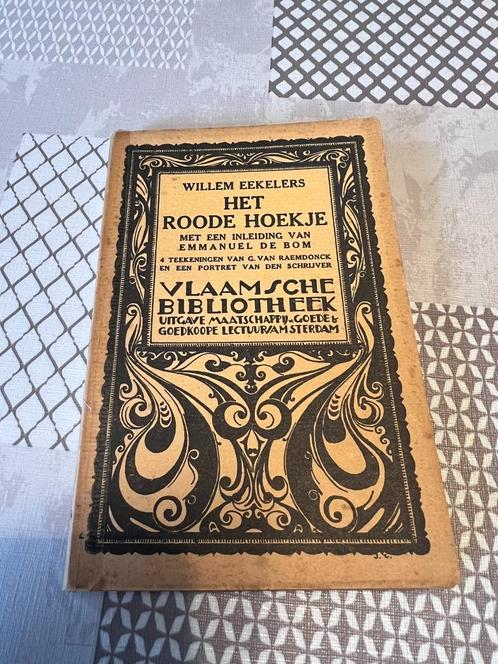 WILLEM EEKELERS
HET
ROODE HOEKJE
MET EEN INLEIDING VAN
EMMANUEL DE BOM
4 TEEKENINGEN VAN G. VAN RAEMDONCK
EN EEN PORTRET VAN DEN SCHRIJVER
VLAAMSCHE
BIBLIOTHEEK
UITGAVE MAATSCHAPPIJ v. GOEDE &
GOEDKOOPE LECTUUR/AMSTERDAM